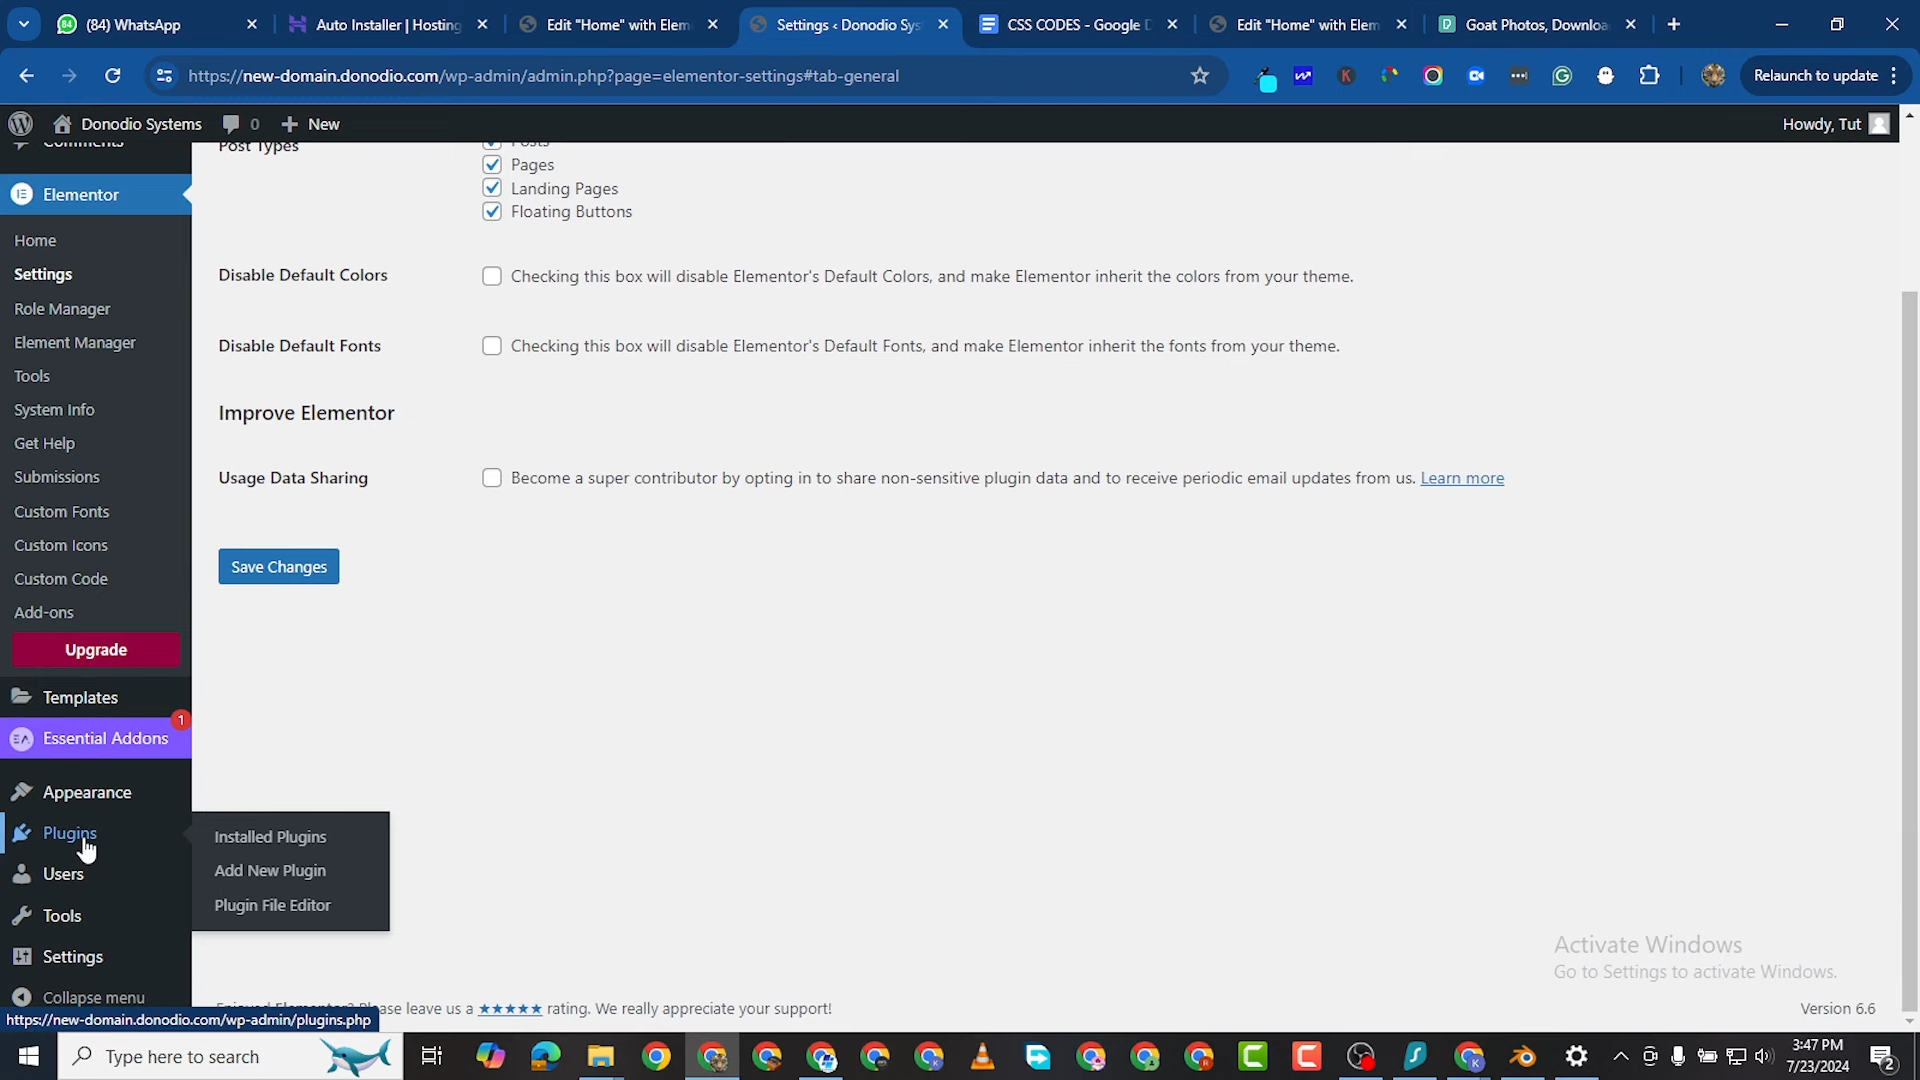 (84) WhatsApp
Auto Installer | Hosting
Edit "Home" with Elem
Settings ‹ Donodio Sys
CSS CODES - Google D
Edit "Home" with Elem
Goat Photos, Downloa
https://new-domain.donodio.com/wp-admin/admin.php?page=elementor-settings#tab-general
Relaunch to update
Donodio Systems
0
New
Howdy, Tut
Comments
Elementor
Home
Settings
Role Manager
Element Manager
Tools
System Info
Get Help
Submissions
Custom Fonts
Custom Icons
Custom Code
Add-ons
Upgrade
Templates
Essential Addons
1
Appearance
Plugins
Users
Tools
Settings
Collapse menu
Installed Plugins
Add New Plugin
Plugin File Editor
Post Types
Posts
Pages
Landing Pages
Floating Buttons
Disable Default Colors
Checking this box will disable Elementor's Default Colors, and make Elementor inherit the colors from your theme.
Disable Default Fonts
Checking this box will disable Elementor's Default Fonts, and make Elementor inherit the fonts from your theme.
Improve Elementor
Usage Data Sharing
Become a super contributor by opting in to share non-sensitive plugin data and to receive periodic email updates from us. Learn more
Save Changes
Activate Windows
Go to Settings to activate Windows.
ase leave us a ★★★★★ rating. We really appreciate your support!
Version 6.6
https://new-domain.donodio.com/wp-admin/plugins.php
Type here to search
3:47 PM
7/23/2024
2